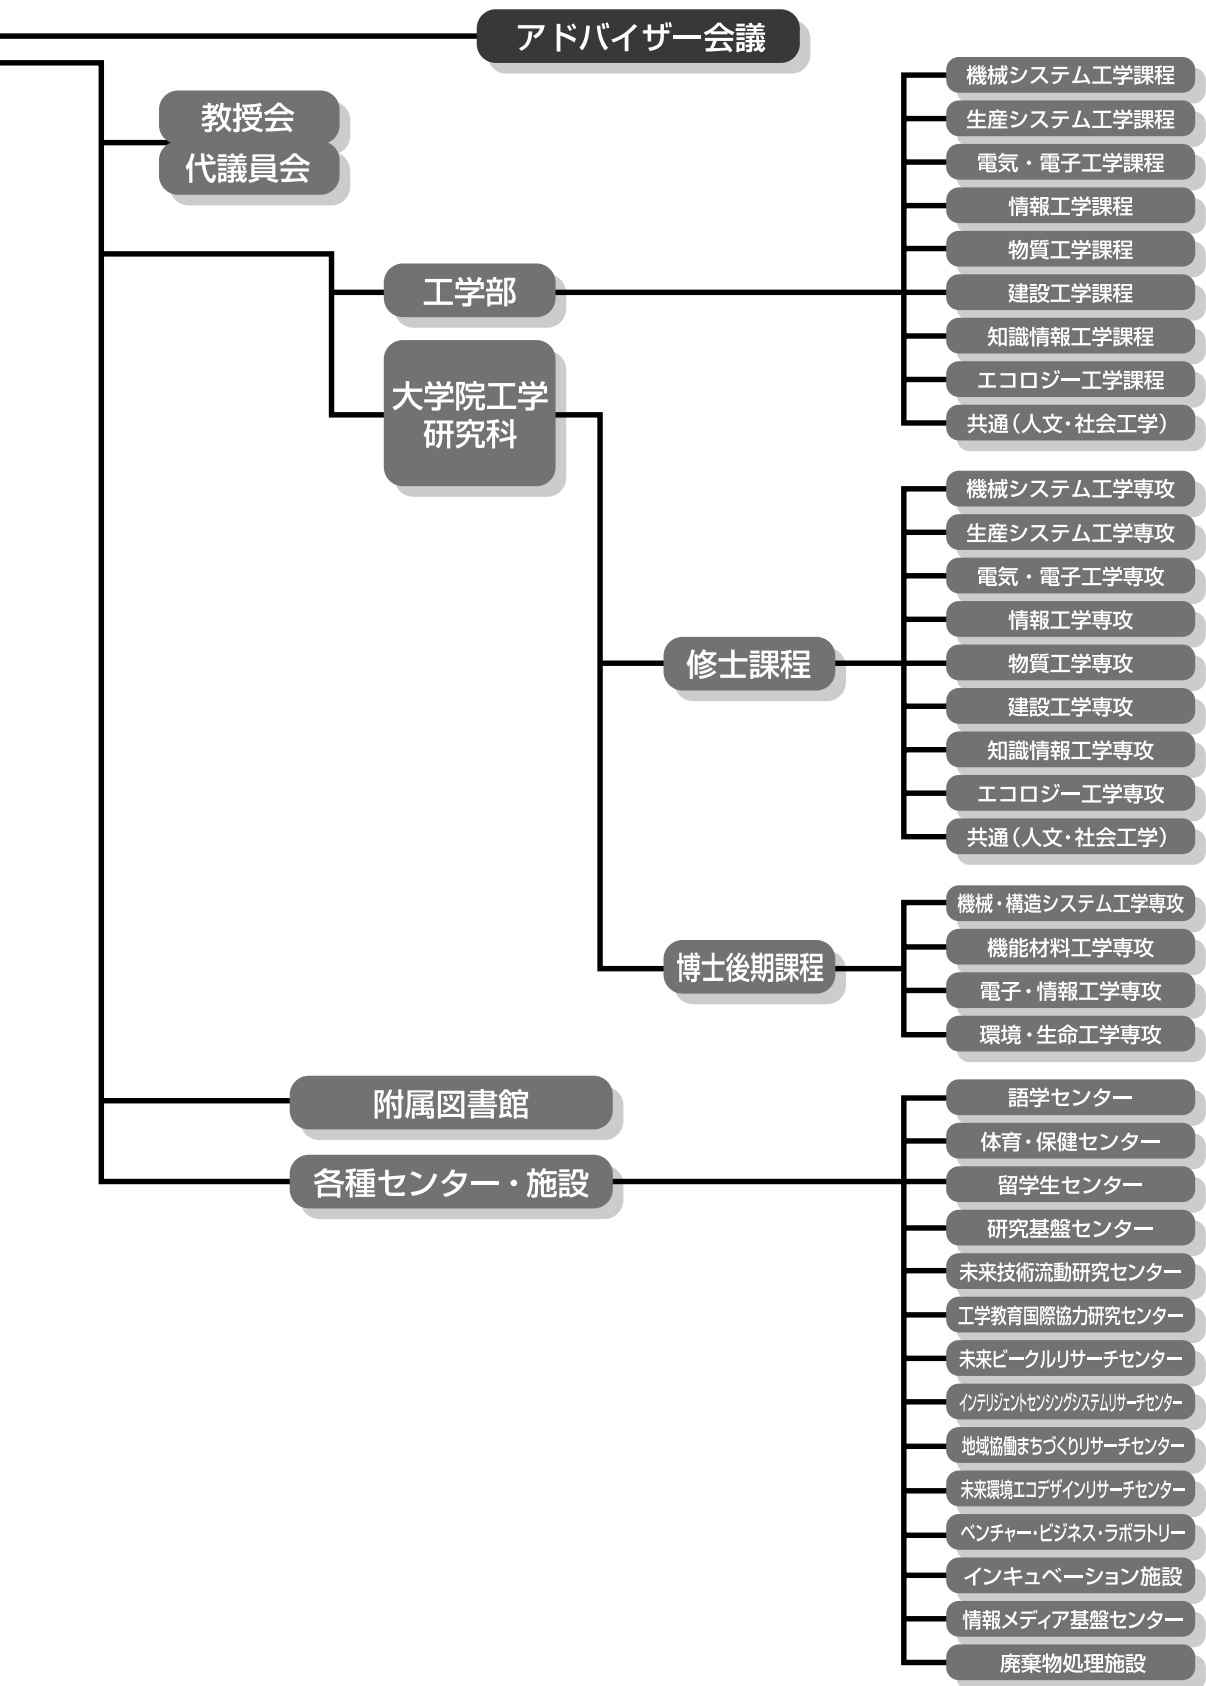 アドバイザー会議
教授会
代議員会
工学部
機械システム工学課程
生産システム工学課程
電気・電子工学課程
情報工学課程
物質工学課程
建設工学課程
知識情報工学課程
エコロジー工学課程
共通(人文・社会工学)
大学院工学
研究科
修士課程
機械システム工学専攻
生産システム工学専攻
電気・電子工学専攻
情報工学専攻
物質工学専攻
建設工学専攻
知識情報工学専攻
エコロジー工学専攻
共通(人文・社会工学)
博士後期課程
機械・構造システム工学専攻
機能材料工学専攻
電子・情報工学専攻
環境・生命工学専攻
附属図書館
各種センター・施設
語学センター
体育・保健センター
留学生センター
研究基盤センター
未来技術流動研究センター
工学教育国際協力研究センター
未来ビークルリサーチセンター
インテリジェントセンシングシステムリサーチセンター
地域協働まちづくりリサーチセンター
未来環境エコデザインリサーチセンター
ベンチャー・ビジネス・ラボラトリー
インキュベーション施設
情報メディア基盤センター
廃棄物処理施設